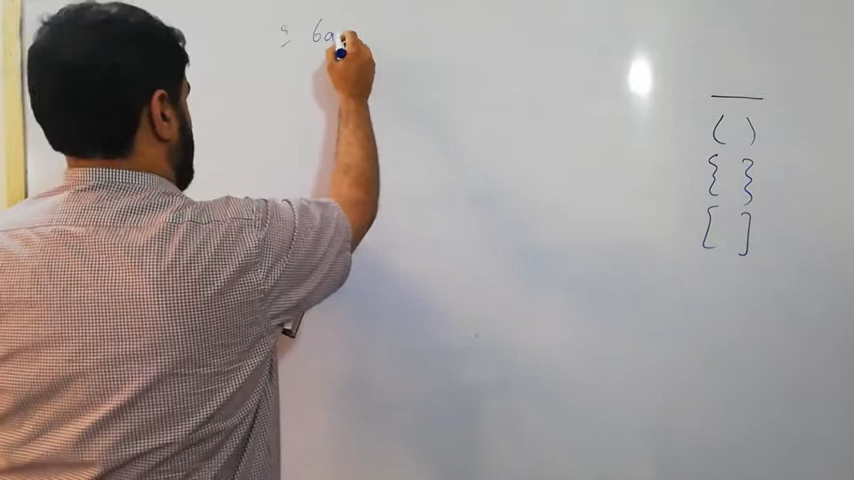 6a
‾
( )
{ }
[ ]